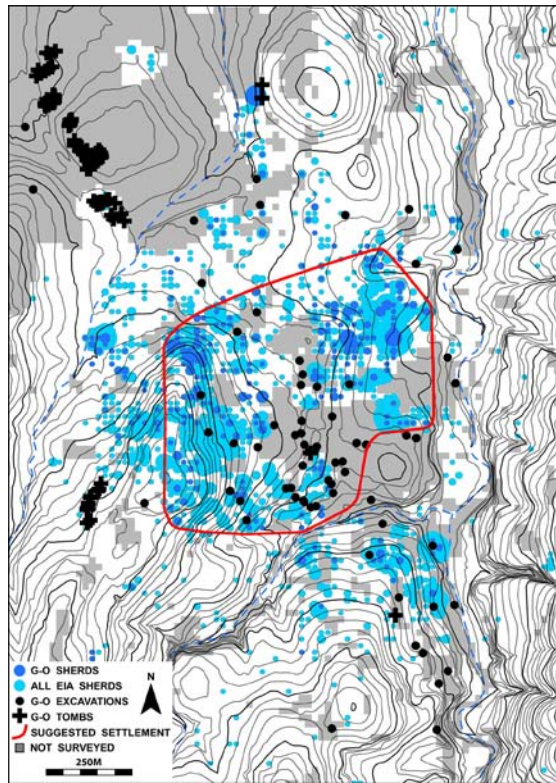 G-O SHERDS
ALL EIA SHERDS
G-O EXCAVATIONS
G-O TOMBS
SUGGESTED SETTLEMENT
NOT SURVEYED
N
250M